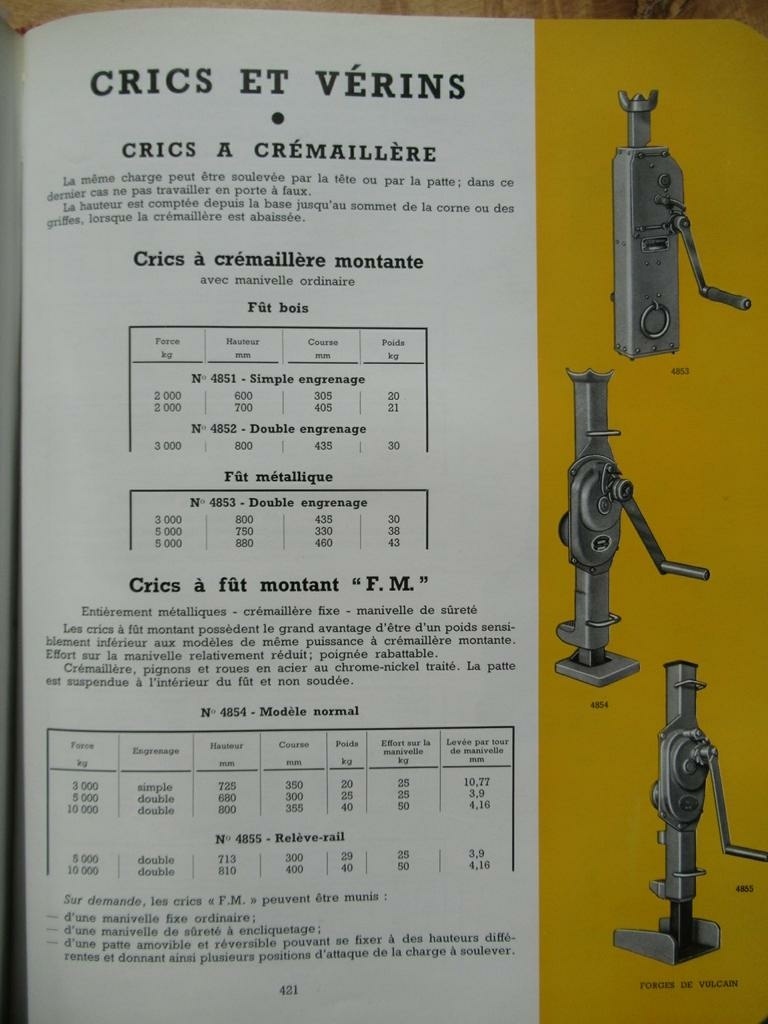 CRICS ET VÉRINS
CRICS A CRÉMAILLÈRE
La même charge peut être soulevée par la tête ou par la patte; dans ce
dernier cas ne pas travailler en porte à faux.
La hauteur est comptée depuis la base jusqu'au sommet de la corne ou des
griffes, lorsque la crémaillère est abaissée.
Crics à crémaillère montante
avec manivelle ordinaire
Fût bois
Force Hauteur Course Poids
kg mm mm kg
Nº 4851 - Simple engrenage
2 000 600 305 20
2 000 700 405 21
Nº 4852 - Double engrenage
3 000 800 435 30
Fût métallique
Nº 4853 - Double engrenage
3 000 800 435 30
5 000 750 330 38
5 000 880 460 43
Crics à fût montant “ F. M. ”
Entièrement métalliques - crémaillère fixe - manivelle de sûreté
Les crics à fût montant possèdent le grand avantage d'être d'un poids sensi-
blement inférieur aux modèles de même puissance à crémaillère montante.
Effort sur la manivelle relativement réduit; poignée rabattable.
Crémaillère, pignons et roues en acier au chrome-nickel traité. La patte
est suspendue à l'intérieur du fût et non soudée.
Nº 4854 - Modèle normal
Force Engrenage Hauteur Course Poids Effort sur la manivelle Levée par tour de manivelle
kg mm mm kg kg mm
3 000 simple 725 350 20 25 10,77
5 000 double 680 300 25 25 3,9
10 000 double 800 355 40 50 4,16
Nº 4855 - Relève-rail
5 000 double 713 300 29 25 3,9
10 000 double 810 400 40 50 4,16
Sur demande, les crics « F.M. » peuvent être munis :
— d'une manivelle fixe ordinaire;
— d'une manivelle de sûreté à encliquetage;
— d'une patte amovible et réversible pouvant se fixer à des hauteurs diffé-
rentes et donnant ainsi plusieurs positions d'attaque de la charge à soulever.
421
4853
4854
4855
FORGES DE VULCAIN